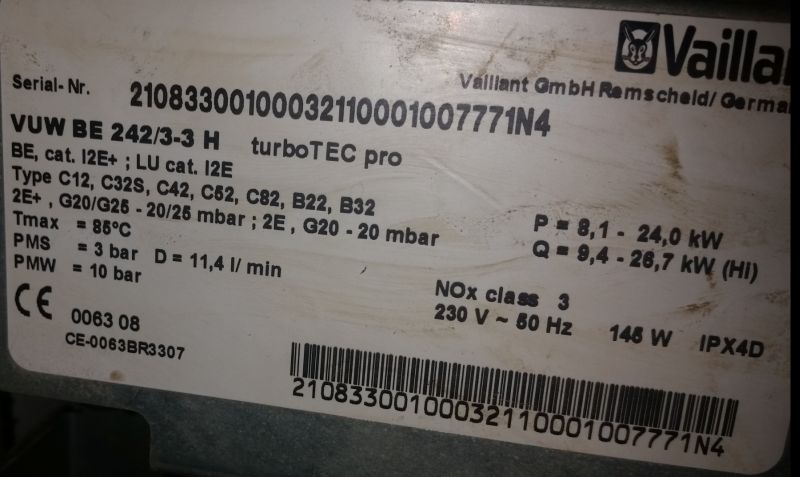 Vaillant
Vaillant GmbH Remscheid/ Germa
Serial- Nr. 21083300100032110001007771N4
VUW BE 242/3-3 H turboTEC pro
BE, cat. I2E+ ; LU cat. I2E
Type C12, C32S, C42, C52, C82, B22, B32
2E+ , G20/G25 - 20/25 mbar ; 2E , G20 - 20 mbar
Tmax = 85°C
PMS = 3 bar D = 11,4 l/ min
PMW = 10 bar
P = 8,1 - 24,0 kW
Q = 9,4 - 26,7 kW (Hi)
NOx class 3
230 V ~ 50 Hz 145 W IPX4D
CE 0063 08
CE-0063BR3307
21083300100032110001007771N4